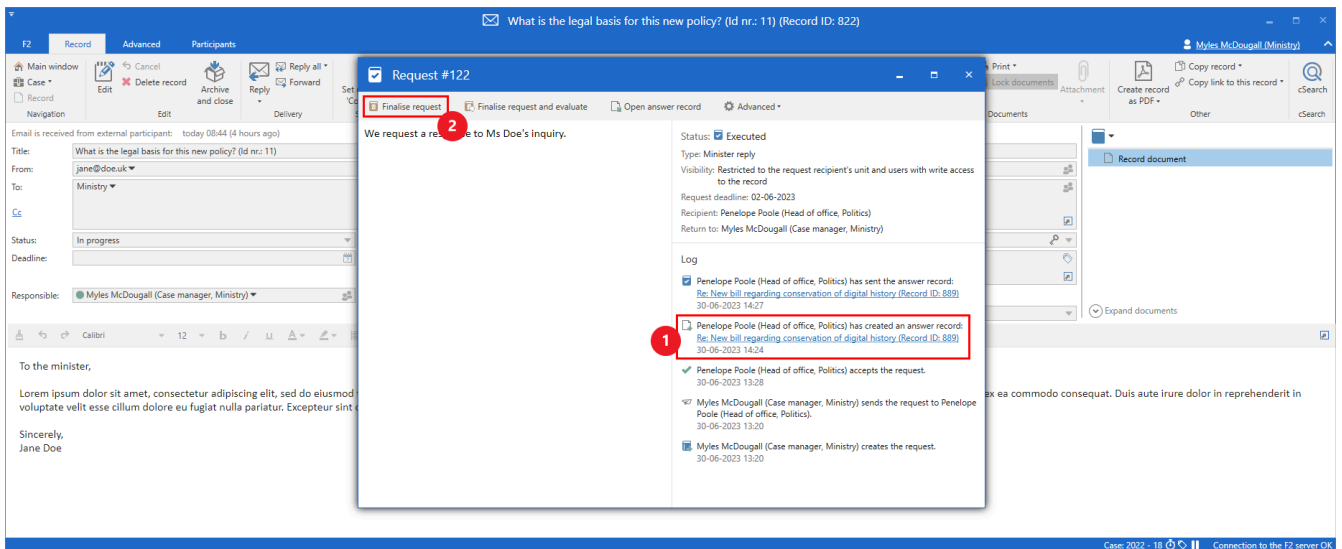 What is the legal basis for this new policy? (Id nr.: 11) (Record ID: 822)
F2 Record Advanced Participants
Myles McDougall (Ministry)
Main window
Case
Record
Navigation
Edit
Cancel
Delete record
Archive and close
Edit
Reply
Reply all
Forward
Delivery
Print
Lock documents
Documents
Attachment
Create record as PDF
Copy record
Copy link to this record
Other
cSearch
cSearch
Email is received from external participant: today 08:44 (4 hours ago)
Title: What is the legal basis for this new policy? (Id nr.: 11)
From: jane@doe.uk
To: Ministry
Cc
Status: In progress
Deadline:
Responsible: Myles McDougall (Case manager, Ministry)
Calibri 12 b / u A
To the minister,
Lorem ipsum dolor sit amet, consectetur adipiscing elit, sed do eiusmod
ex ea commodo consequat. Duis aute irure dolor in reprehenderit in
voluptate velit esse cillum dolore eu fugiat nulla pariatur. Excepteur sint
Sincerely,
Jane Doe
Request #122
Finalise request
Finalise request and evaluate
Open answer record
Advanced
2
We request a response to Ms Doe's inquiry.
Status: Executed
Type: Minister reply
Visibility: Restricted to the request recipient's unit and users with write access
to the record
Request deadline: 02-06-2023
Recipient: Penelope Poole (Head of office, Politics)
Return to: Myles McDougall (Case manager, Ministry)
Log
Penelope Poole (Head of office, Politics) has sent the answer record:
Re: New bill regarding conservation of digital history (Record ID: 889)
30-06-2023 14:27
1
Penelope Poole (Head of office, Politics) has created an answer record:
Re: New bill regarding conservation of digital history (Record ID: 889)
30-06-2023 14:24
Penelope Poole (Head of office, Politics) accepts the request.
30-06-2023 13:28
Myles McDougall (Case manager, Ministry) sends the request to Penelope
Poole (Head of office, Politics).
30-06-2023 13:20
Myles McDougall (Case manager, Ministry) creates the request.
30-06-2023 13:20
Record document
Expand documents
Case: 2022 - 18
Connection to the F2 server OK